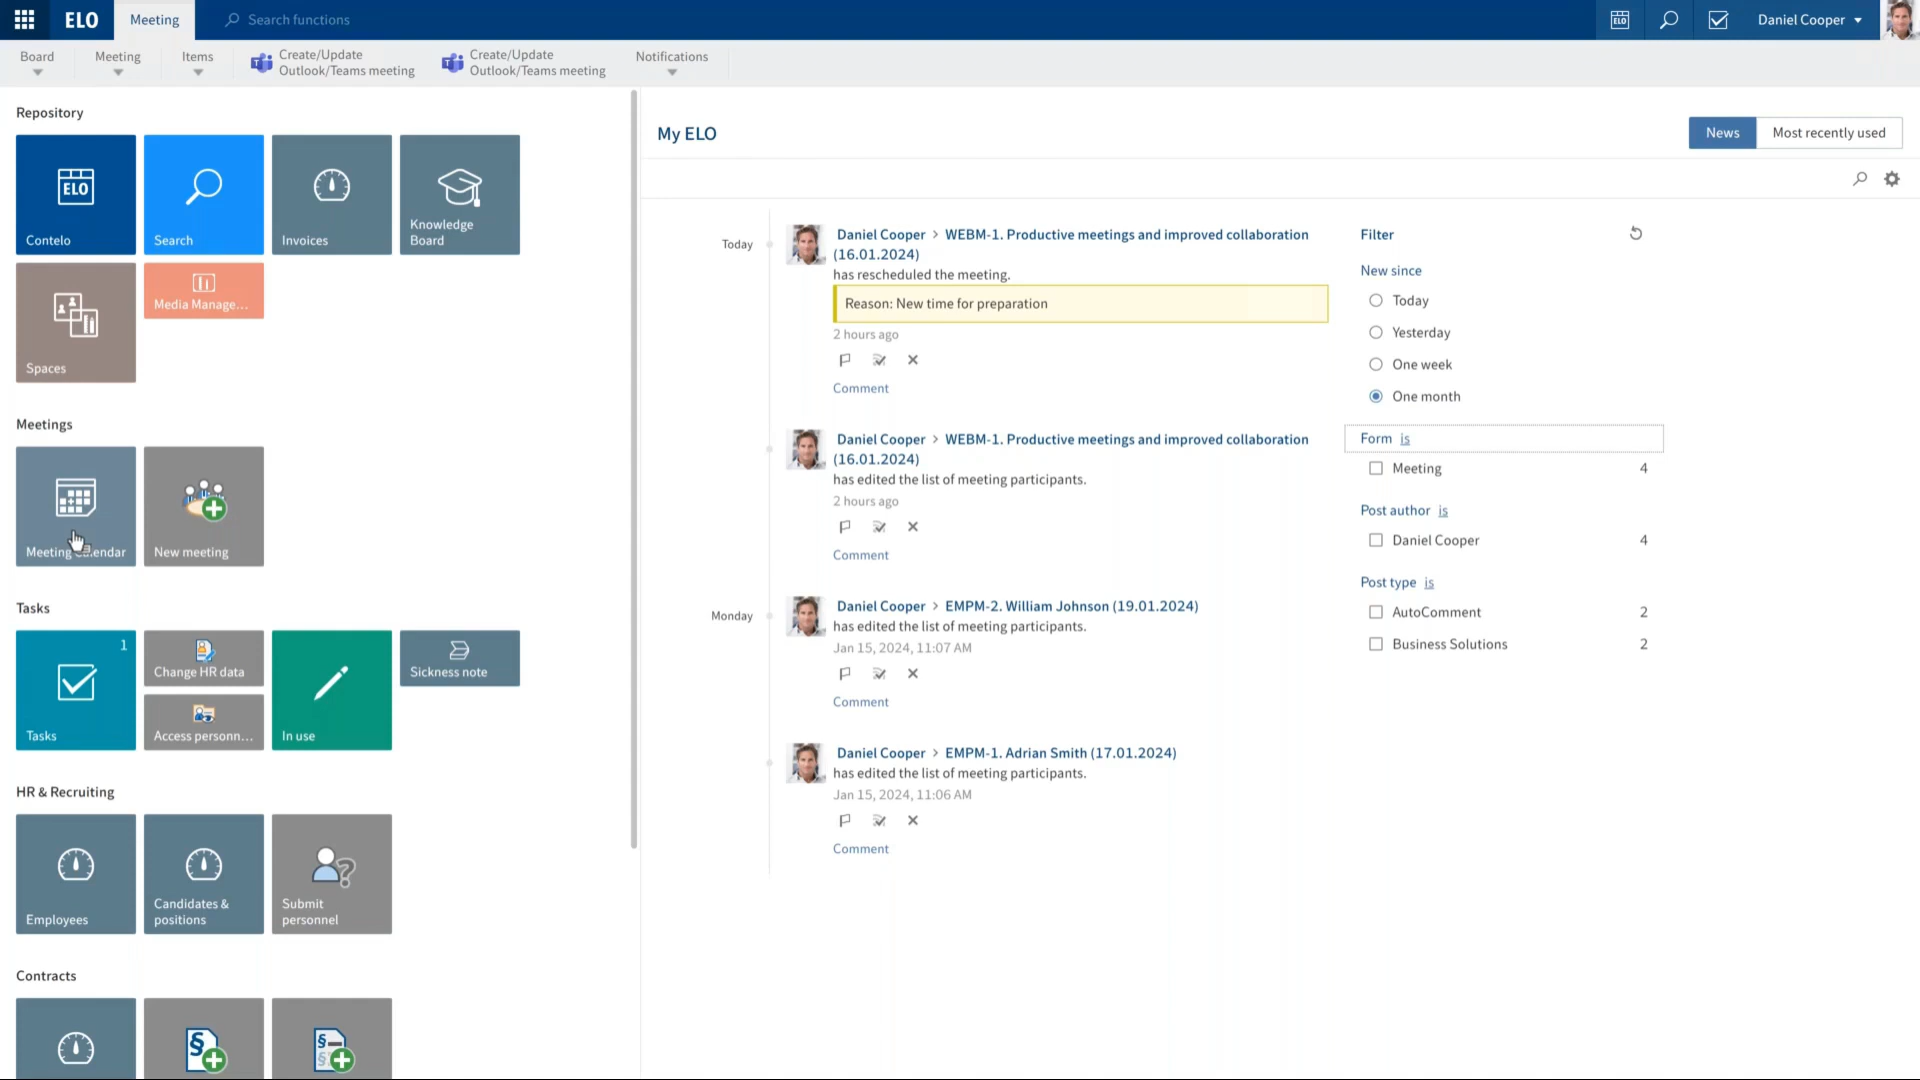 ELO
Meeting
Search functions
ELO
Daniel Cooper
Board
Meeting
Items
Create/Update
Outlook/Teams meeting
Create/Update
Outlook/Teams meeting
Notifications
Repository
ELO
Contelo
Search
Invoices
Knowledge
Board
Spaces
Media Manage...
Meetings
Meeting
New meeting
Tasks
1
Tasks
Change HR data
Access personn...
In use
Sickness note
HR & Recruiting
Employees
Candidates &
positions
Submit
personnel
Contracts
My ELO
News
Most recently used
Today
Daniel Cooper > WEBM-1. Productive meetings and improved collaboration
(16.01.2024)
has rescheduled the meeting.
Reason: New time for preparation
2 hours ago
Comment
Daniel Cooper > WEBM-1. Productive meetings and improved collaboration
(16.01.2024)
has edited the list of meeting participants.
2 hours ago
Comment
Monday
Daniel Cooper > EMPM-2. William Johnson (19.01.2024)
has edited the list of meeting participants.
Jan 15, 2024, 11:07 AM
Comment
Daniel Cooper > EMPM-1. Adrian Smith (17.01.2024)
has edited the list of meeting participants.
Jan 15, 2024, 11:06 AM
Comment
Filter
New since
Today
Yesterday
One week
One month
Form is
Meeting 4
Post author is
Daniel Cooper 4
Post type is
AutoComment 2
Business Solutions 2